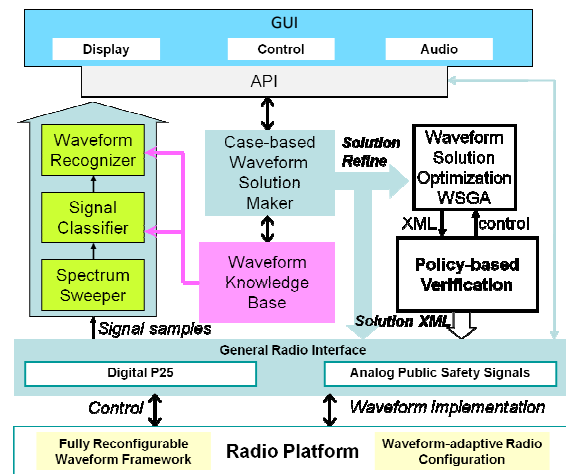 GUI
Display
Control
Audio
API
Waveform
Recognizer
Signal
Classifier
Spectrum
Sweeper
Case-based
Waveform
Solution
Maker
Solution
Refine
Waveform
Solution
Optimization
WSGA
XML
control
Waveform
Knowledge
Base
Policy-based
Verification
Signal samples
Solution XML
General Radio Interface
Digital P25
Analog Public Safety Signals
Control
Waveform Implementation
Fully Reconfigurable
Waveform Framework
Radio Platform
Waveform-adaptive Radio
Configuration